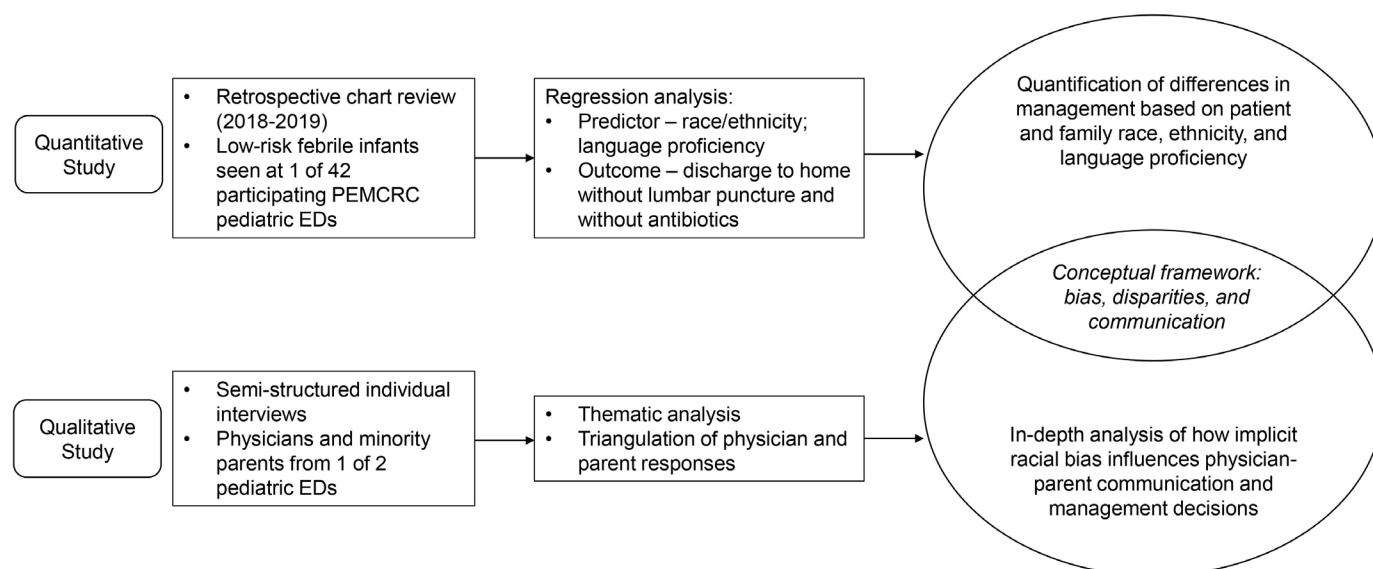 Quantitative
Study
• Retrospective chart review
(2018-2019)
• Low-risk febrile infants
seen at 1 of 42
participating PEMCRC
pediatric EDs
Regression analysis:
• Predictor – race/ethnicity;
language proficiency
• Outcome – discharge to home
without lumbar puncture and
without antibiotics
Quantification of differences in
management based on patient
and family race, ethnicity, and
language proficiency
Conceptual framework:
bias, disparities, and
communication
Qualitative
Study
• Semi-structured individual
interviews
• Physicians and minority
parents from 1 of 2
pediatric EDs
• Thematic analysis
• Triangulation of physician and
parent responses
In-depth analysis of how implicit
racial bias influences physician-
parent communication and
management decisions